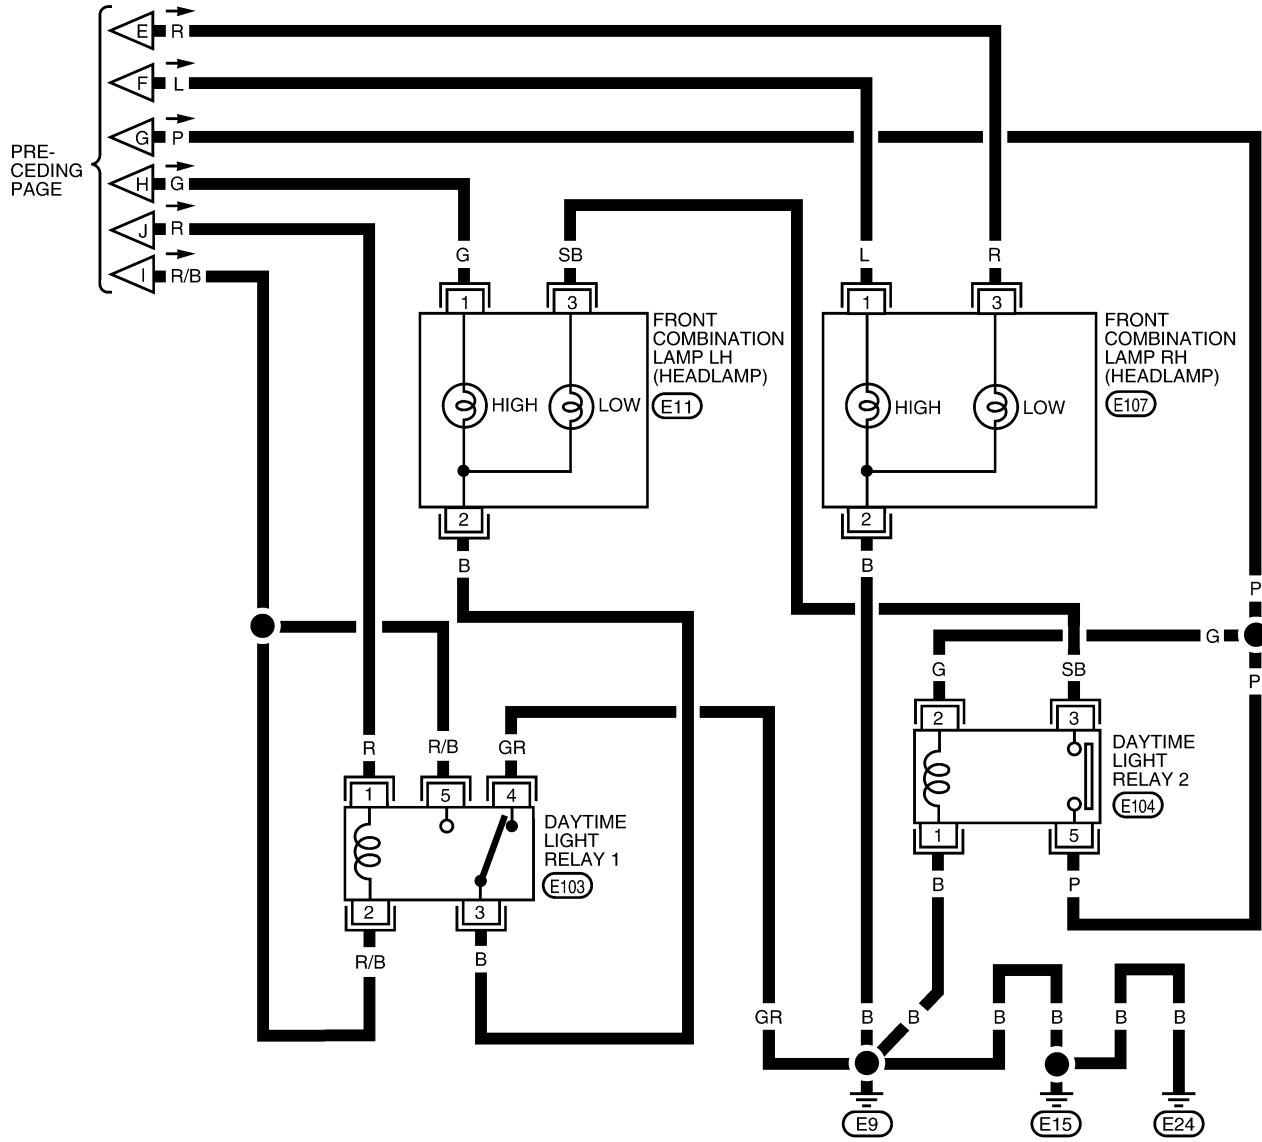 E R
F L
G P
H G
J R
I R/B
PRE-
CEDING
PAGE
G
SB
L
R
1
3
1
3
FRONT
COMBINATION
LAMP LH
(HEADLAMP)
E11
HIGH
LOW
FRONT
COMBINATION
LAMP RH
(HEADLAMP)
E107
HIGH
LOW
2
2
B
B
P
G
P
G
SB
2
3
DAYTIME
LIGHT
RELAY 2
E104
1
5
B
P
R
R/B
GR
1
5
4
DAYTIME
LIGHT
RELAY 1
E103
2
3
R/B
B
GR
B
B
B
B
B
B
E9
E15
E24